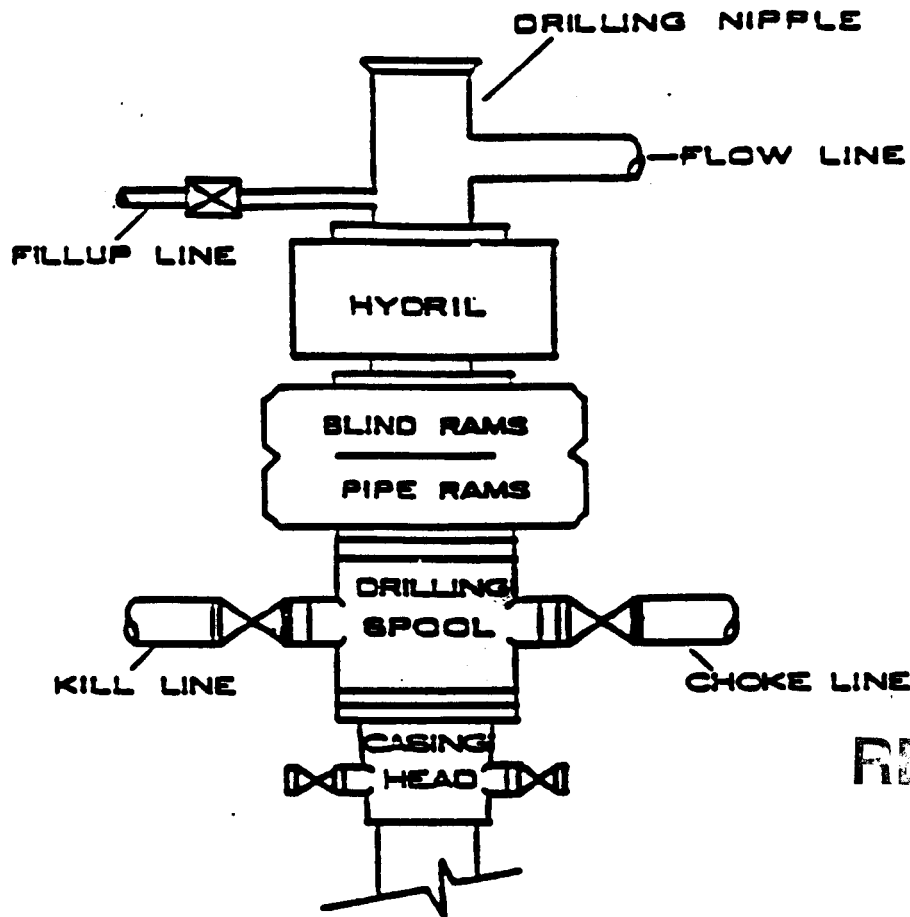 DRILLING NIPPLE
FLOW LINE
FILLUP LINE
HYDRIL
BLIND RAMS
PIPE RAMS
DRILLING
SPOOL
KILL LINE
CHOKE LINE
CASING
HEAD